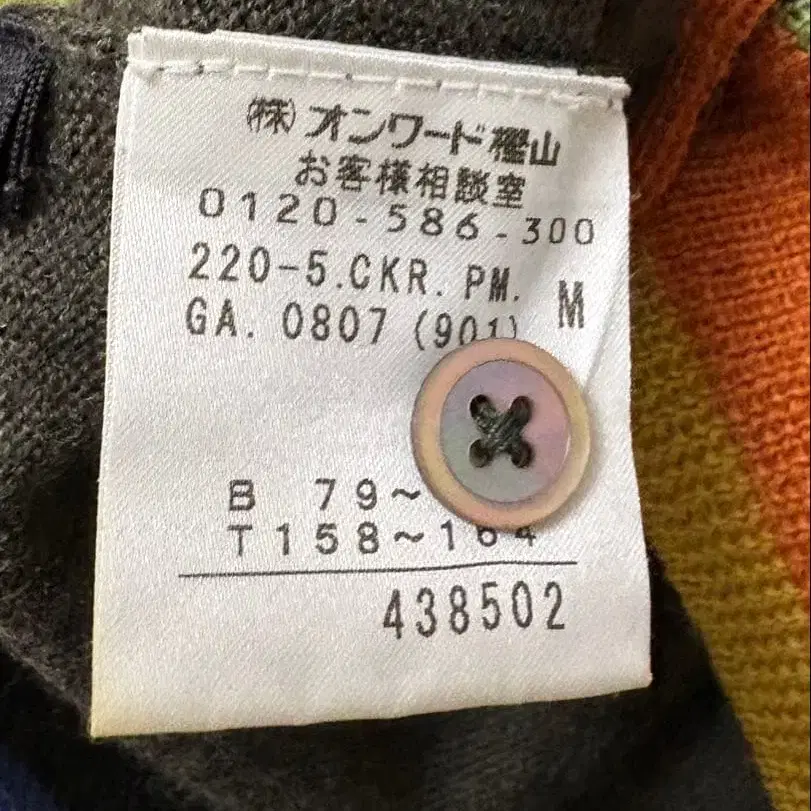 (株)オンワード樫山
お客様相談室
0120-586-300
220-5.CKR. PM. M
GA. 0807 (901)
B 79~
T 158~164
438502